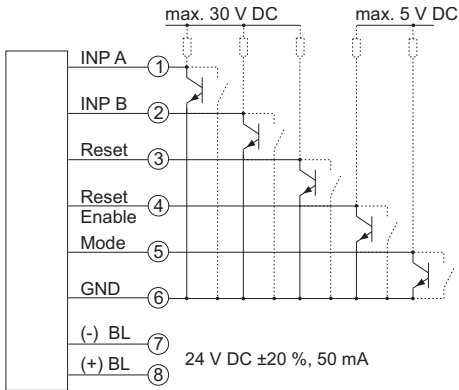 max. 30 V DC
max. 5 V DC
INP A
1
INP B
2
Reset
3
Reset
Enable
4
Mode
5
GND
6
(-) BL
7
(+) BL
8
24 V DC ±20 %, 50 mA